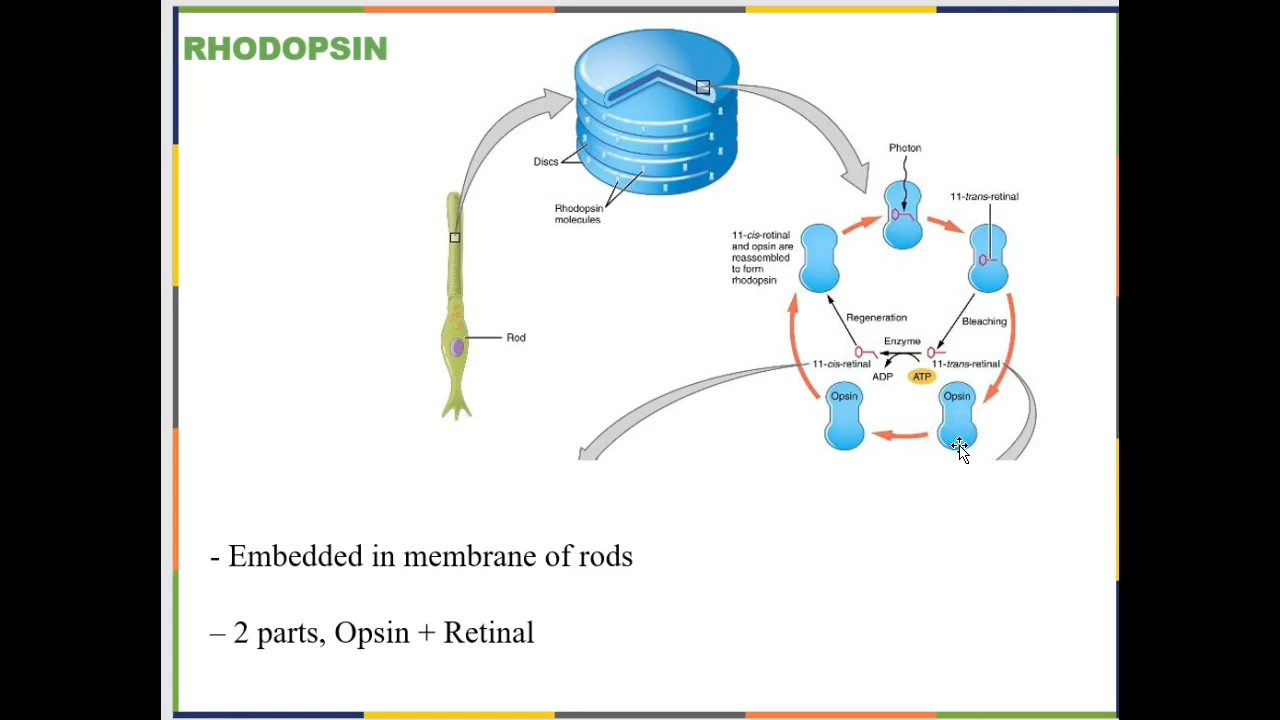 RHODOPSIN
Photon
Discs
11-trans-retinal
Rhodopsin
molecules
11-cis-retinal
and opsin are
reassembled
to form
rhodopsin
Regeneration
Bleaching
Rod
Enzyme
11-cis-retinal
11-trans-retinal
ADP
ATP
Opsin
Opsin
- Embedded in membrane of rods
– 2 parts, Opsin + Retinal